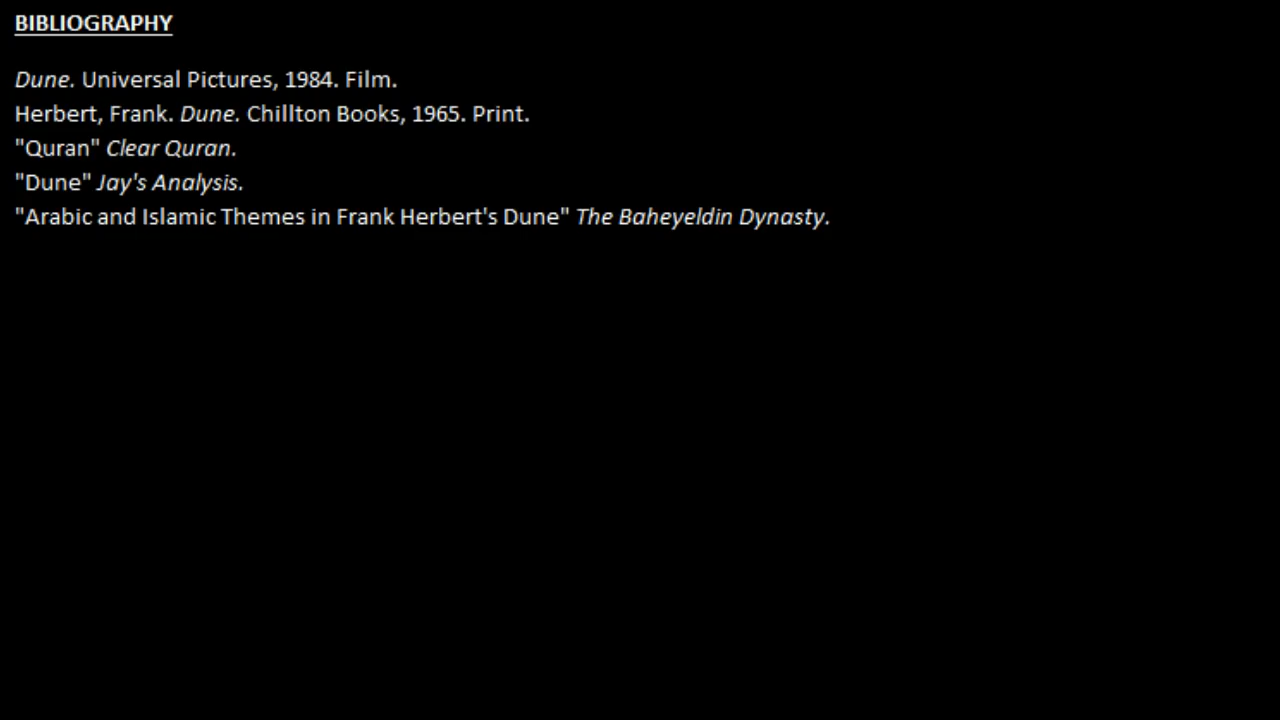 BIBLIOGRAPHY
Dune. Universal Pictures, 1984. Film.
Herbert, Frank. Dune. Chillton Books, 1965. Print.
"Quran" Clear Quran.
"Dune" Jay's Analysis.
"Arabic and Islamic Themes in Frank Herbert's Dune" The Baheyeldin Dynasty.